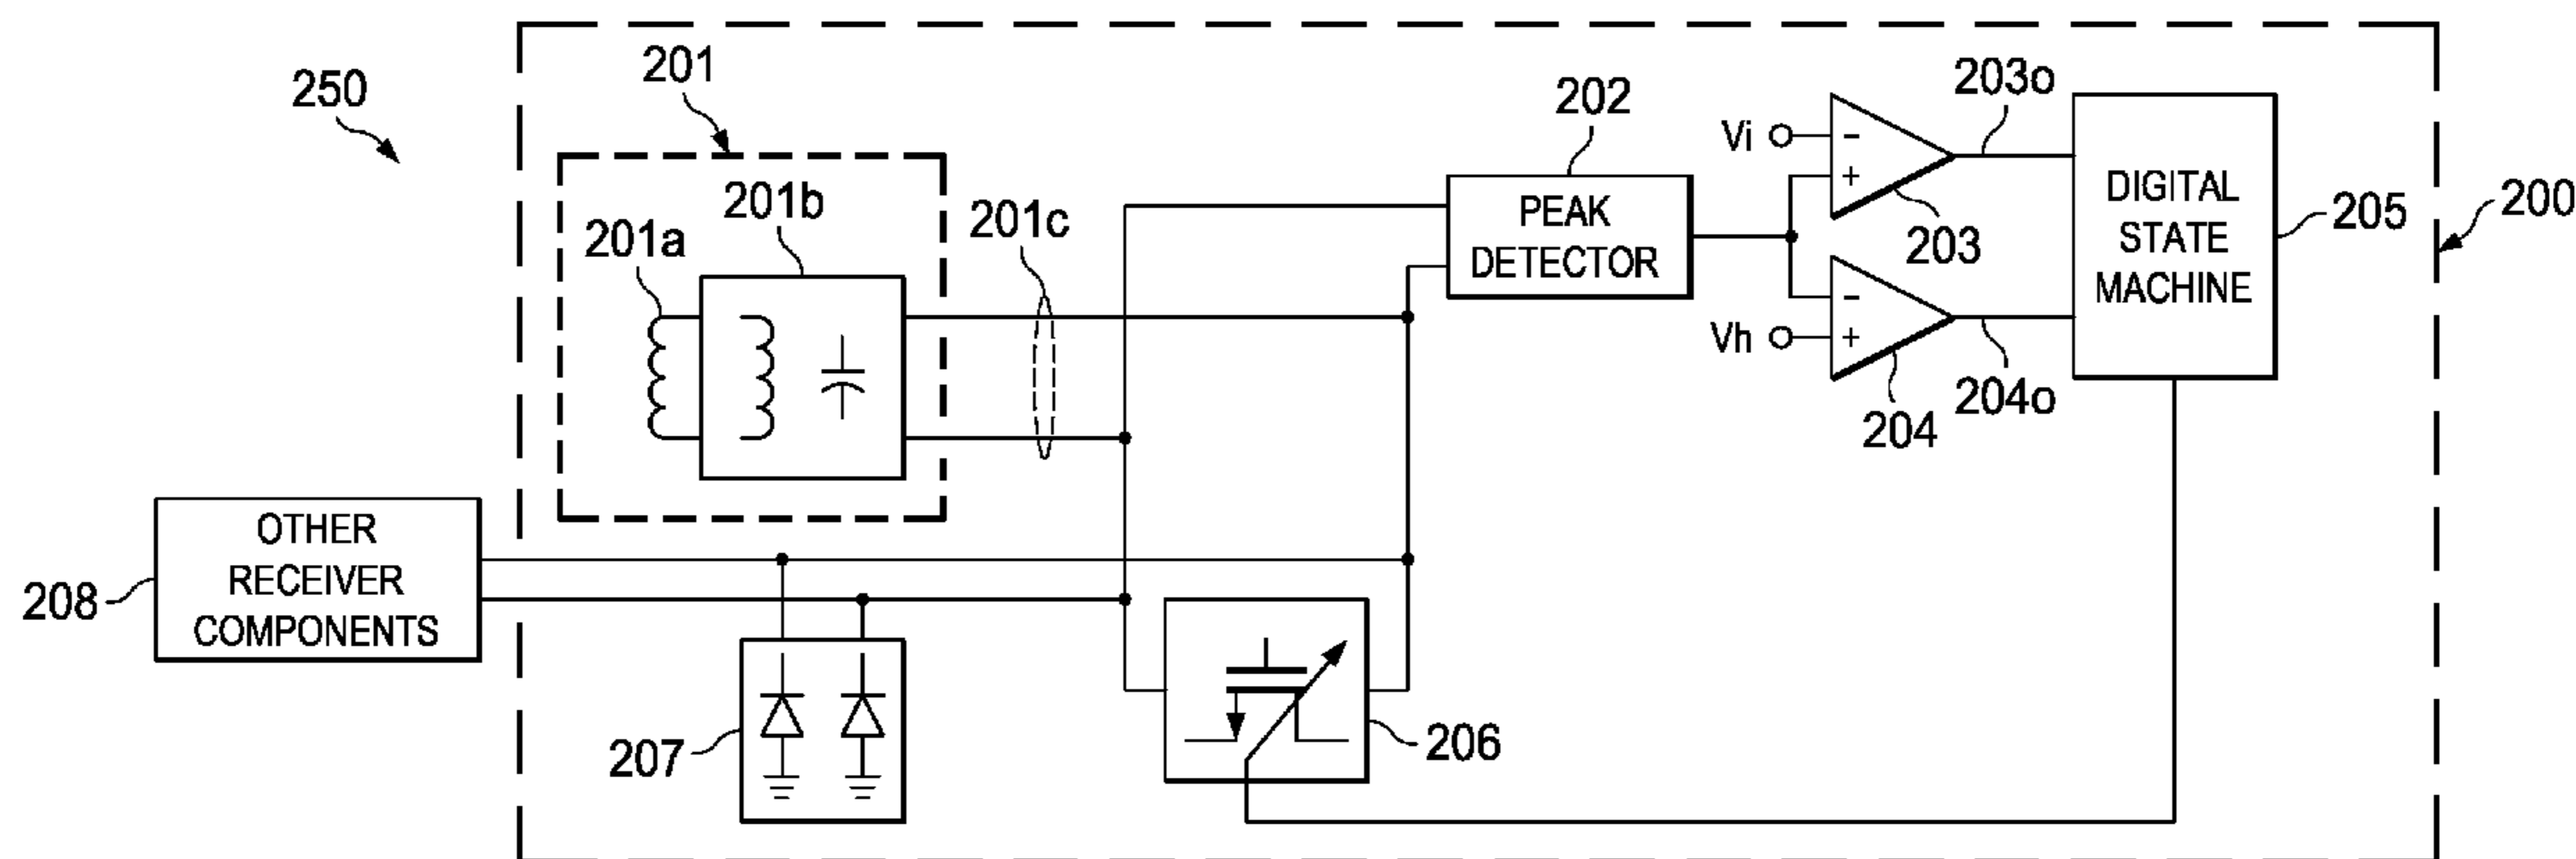 250
201
201b
201a
201c
202
PEAK
DETECTOR
Vi
−
+
203
203o
Vh
−
+
204
204o
DIGITAL
STATE
MACHINE
205
200
OTHER
RECEIVER
COMPONENTS
208
207
206